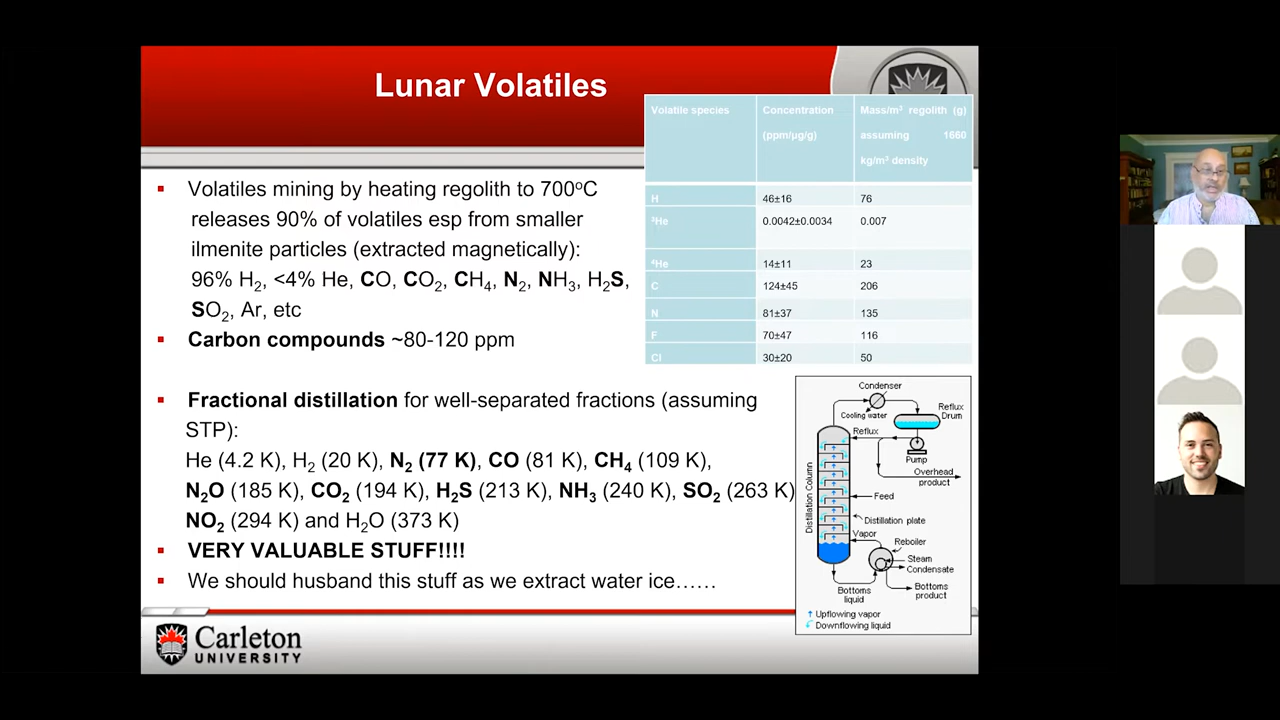 Lunar Volatiles
Volatile species Concentration (ppm/µg/g) Mass/m³ regolith (g) assuming 1660 kg/m³ density
H 46±16 76
³He 0.0042±0.0034 0.007
⁴He 14±11 23
C 124±45 206
N 81±37 135
F 70±47 116
Cl 30±20 50
▪ Volatiles mining by heating regolith to 700ºC
releases 90% of volatiles esp from smaller
ilmenite particles (extracted magnetically):
96% H₂, <4% He, CO, CO₂, CH₄, N₂, NH₃, H₂S,
SO₂, Ar, etc
▪ Carbon compounds ~80-120 ppm
▪ Fractional distillation for well-separated fractions (assuming
STP):
He (4.2 K), H₂ (20 K), N₂ (77 K), CO (81 K), CH₄ (109 K),
N₂O (185 K), CO₂ (194 K), H₂S (213 K), NH₃ (240 K), SO₂ (263 K)
NO₂ (294 K) and H₂O (373 K)
▪ VERY VALUABLE STUFF!!!!
▪ We should husband this stuff as we extract water ice……
Condenser
Cooling water
Reflux
Drum
Reflux
Pump
Overhead
product
Distillation Column
Feed
Distillation plate
Vapor
Reboiler
Steam
Condensate
Bottoms
liquid
Bottoms
product
Upflowing vapor
Downflowing liquid
Carleton
UNIVERSITY